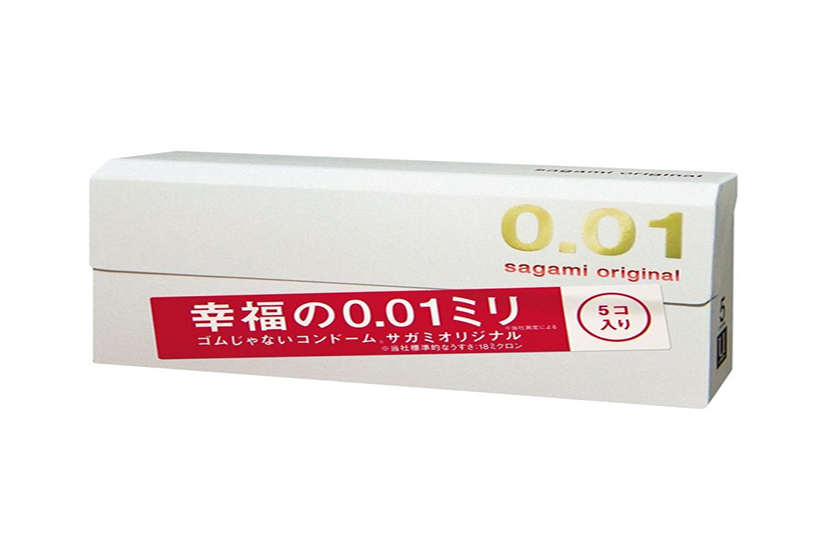 sagami original
0.01
sagami original
幸福の0.01ミリ
※当社測定による
ゴムじゃないコンドーム®サガミオリジナル
※当社標準的なうすさ:18ミクロン
5コ
入り
5